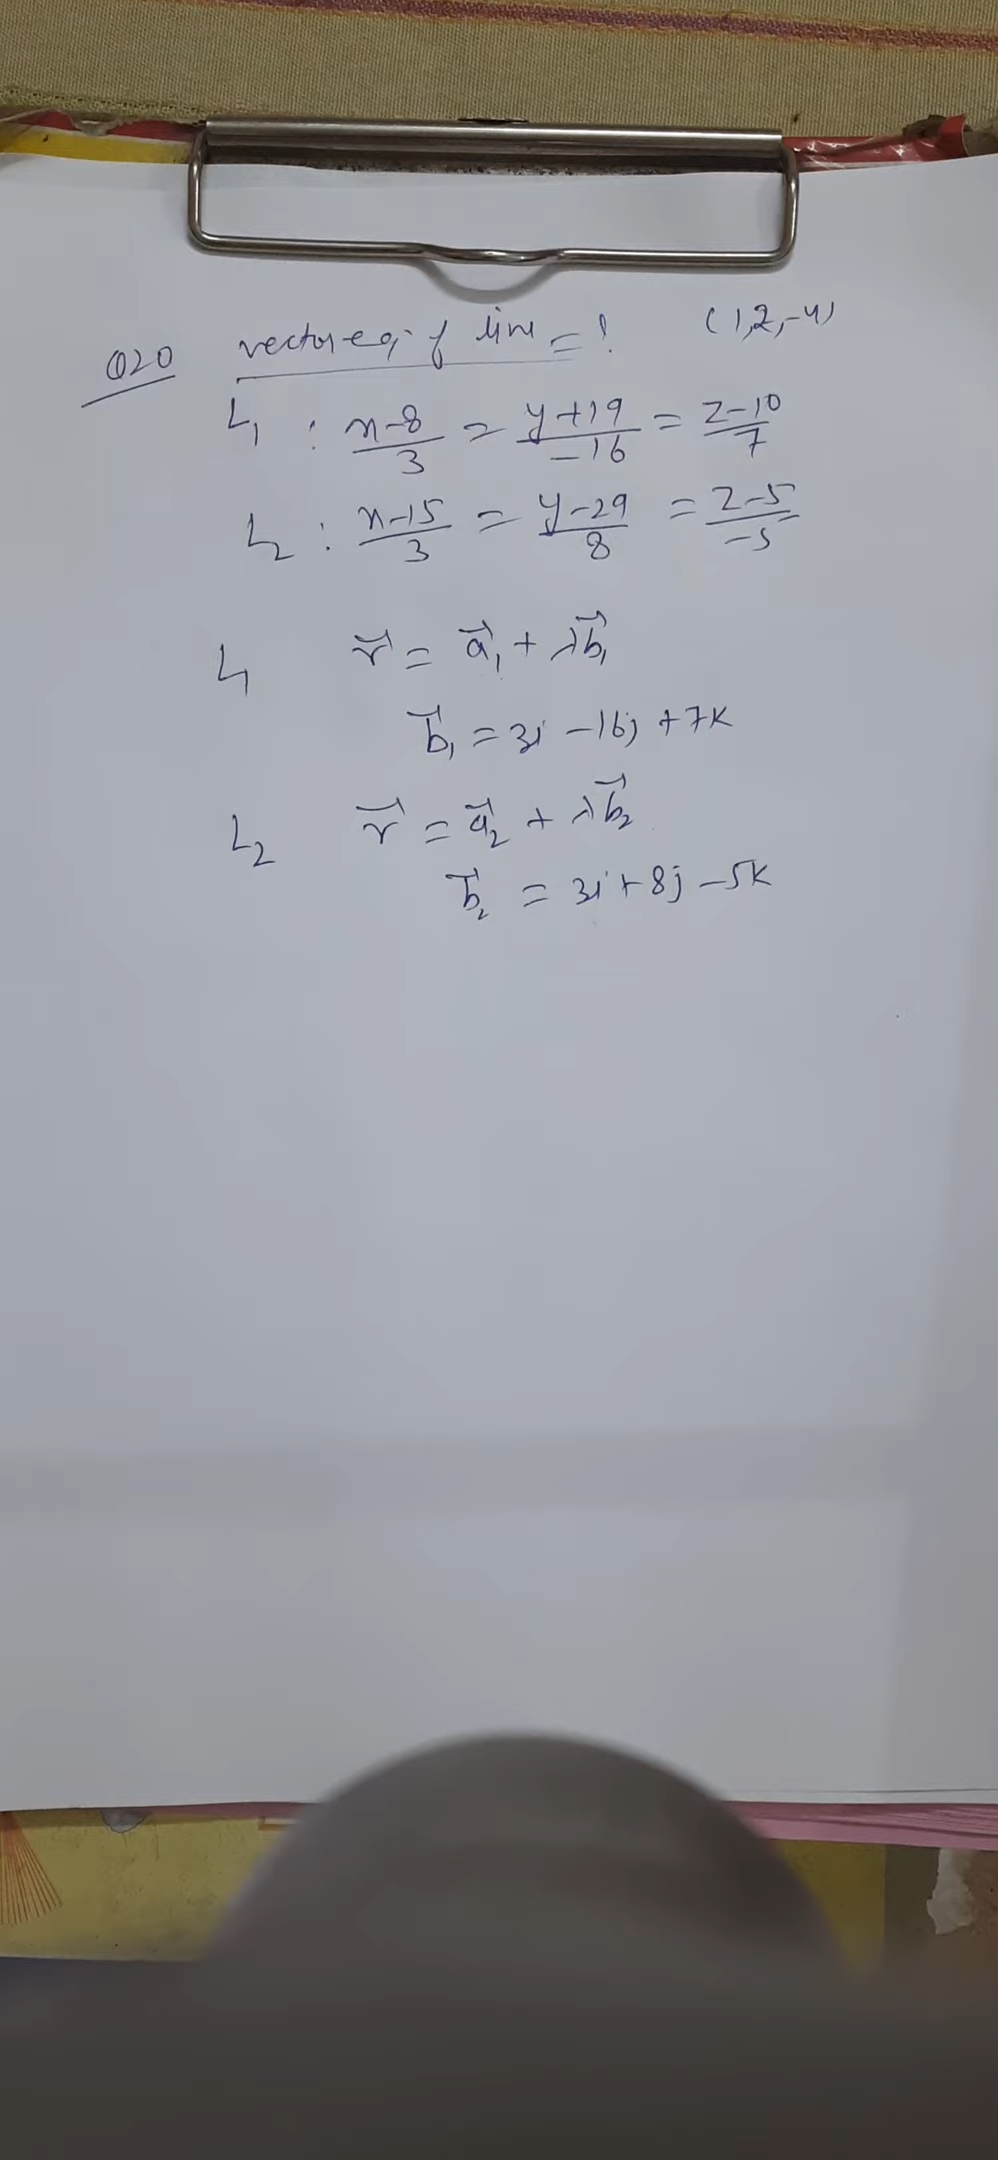 Q20 vector eq. of line = ! (1,2,-4)
L₁ : x-8/3 = y+19/-16 = z-10/7
L₂ : x-15/3 = y-29/8 = z-5/-5
L₁ r⃗ = a⃗₁ + λb⃗₁
b⃗₁ = 3i - 16j + 7k
L₂ r⃗ = a⃗₂ + λb⃗₂
b⃗₂ = 3i + 8j - 5k